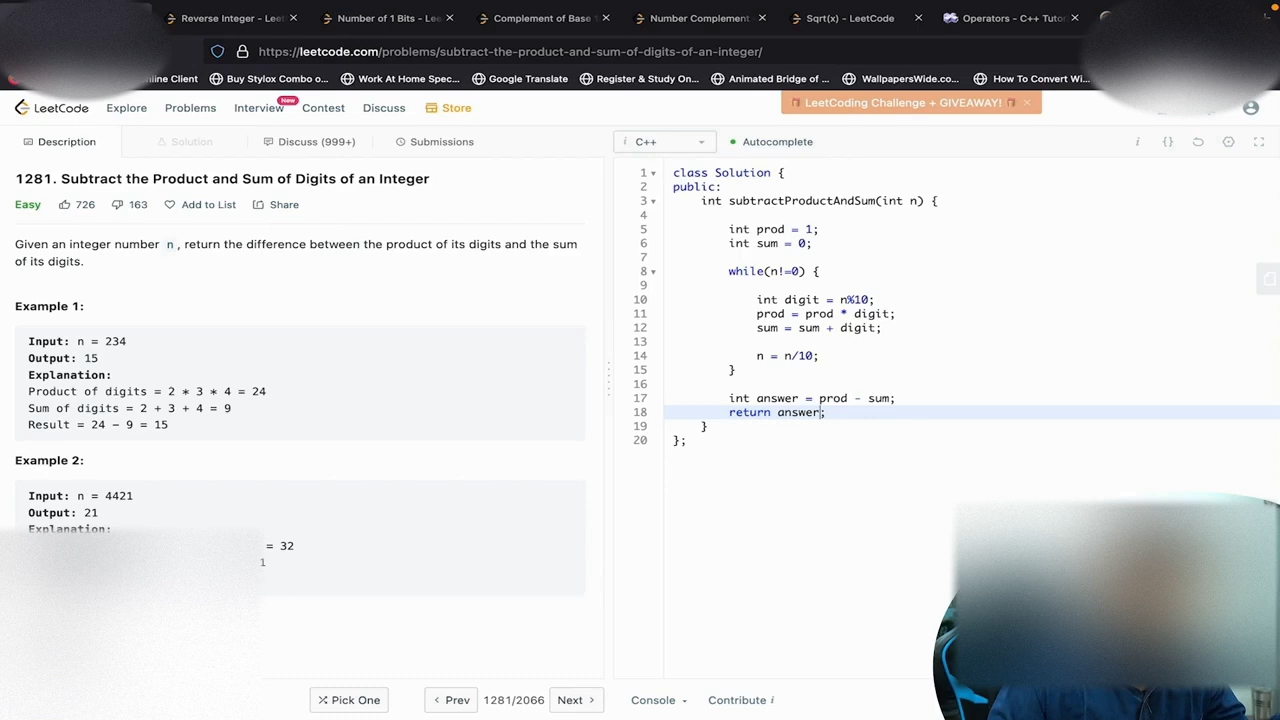 Reverse Integer - Leet
Number of 1 Bits - Lee
Complement of Base 1
Number Complement
Sqrt(x) - LeetCode
Operators - C++ Tutor
https://leetcode.com/problems/subtract-the-product-and-sum-of-digits-of-an-integer/
nline Client
Buy Stylox Combo o...
Work At Home Spec...
Google Translate
Register & Study On...
Animated Bridge of ...
WallpapersWide.co...
How To Convert Wi...
LeetCode
Explore
Problems
Interview
New
Contest
Discuss
Store
LeetCoding Challenge + GIVEAWAY!
Description
Solution
Discuss (999+)
Submissions
i C++
Autocomplete
1281. Subtract the Product and Sum of Digits of an Integer
Easy
726
163
Add to List
Share
Given an integer number n, return the difference between the product of its digits and the sum
of its digits.
Example 1:
Input: n = 234
Output: 15
Explanation:
Product of digits = 2 * 3 * 4 = 24
Sum of digits = 2 + 3 + 4 = 9
Result = 24 − 9 = 15
Example 2:
Input: n = 4421
Output: 21
Explanation:
= 32
1
1 class Solution {
2 public:
3 int subtractProductAndSum(int n) {
4
5 int prod = 1;
6 int sum = 0;
7
8 while(n!=0) {
9
10 int digit = n%10;
11 prod = prod * digit;
12 sum = sum + digit;
13
14 n = n/10;
15 }
16
17 int answer = prod - sum;
18 return answer;
19 }
20 };
Pick One
Prev
1281/2066
Next
Console
Contribute i